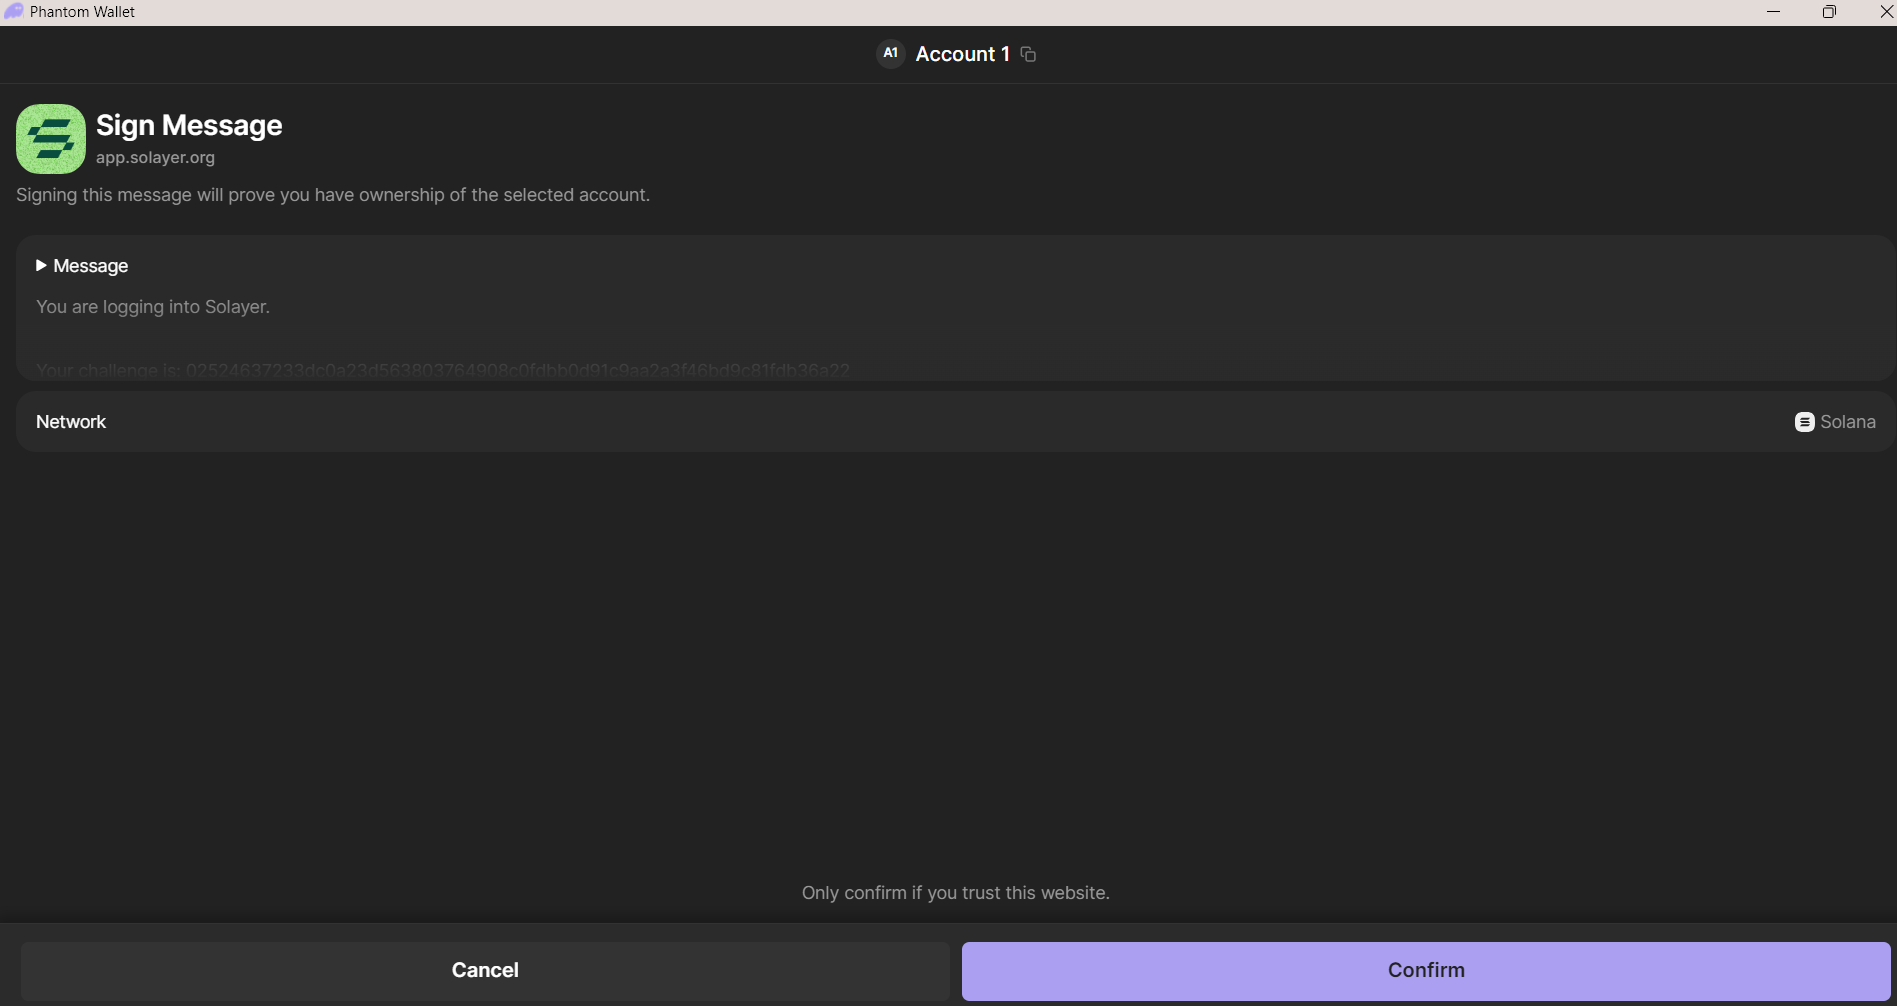 Phantom Wallet
A1 Account 1
Sign Message
app.solayer.org
Signing this message will prove you have ownership of the selected account.
Message
You are logging into Solayer.
Your challenge is: 02524637233dc0a23d563803764908c0fdbb0d91c9aa2a3f46bd9c81fdb36a22
Network Solana
Only confirm if you trust this website.
Cancel Confirm